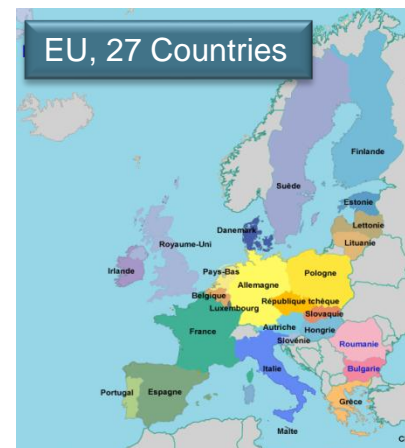 EU, 27 Countries
Finlande
Suède
Estonie
Lettonie
Danemark
Lituanie
Royaume-Uni
Irlande
Pays-Bas
Pologne
Allemagne
Belgique
République tchèque
Luxembourg
Slovaquie
France
Autriche
Hongrie
Slovénie
Roumanie
Italie
Bulgarie
Portugal
Espagne
Grèce
Malte